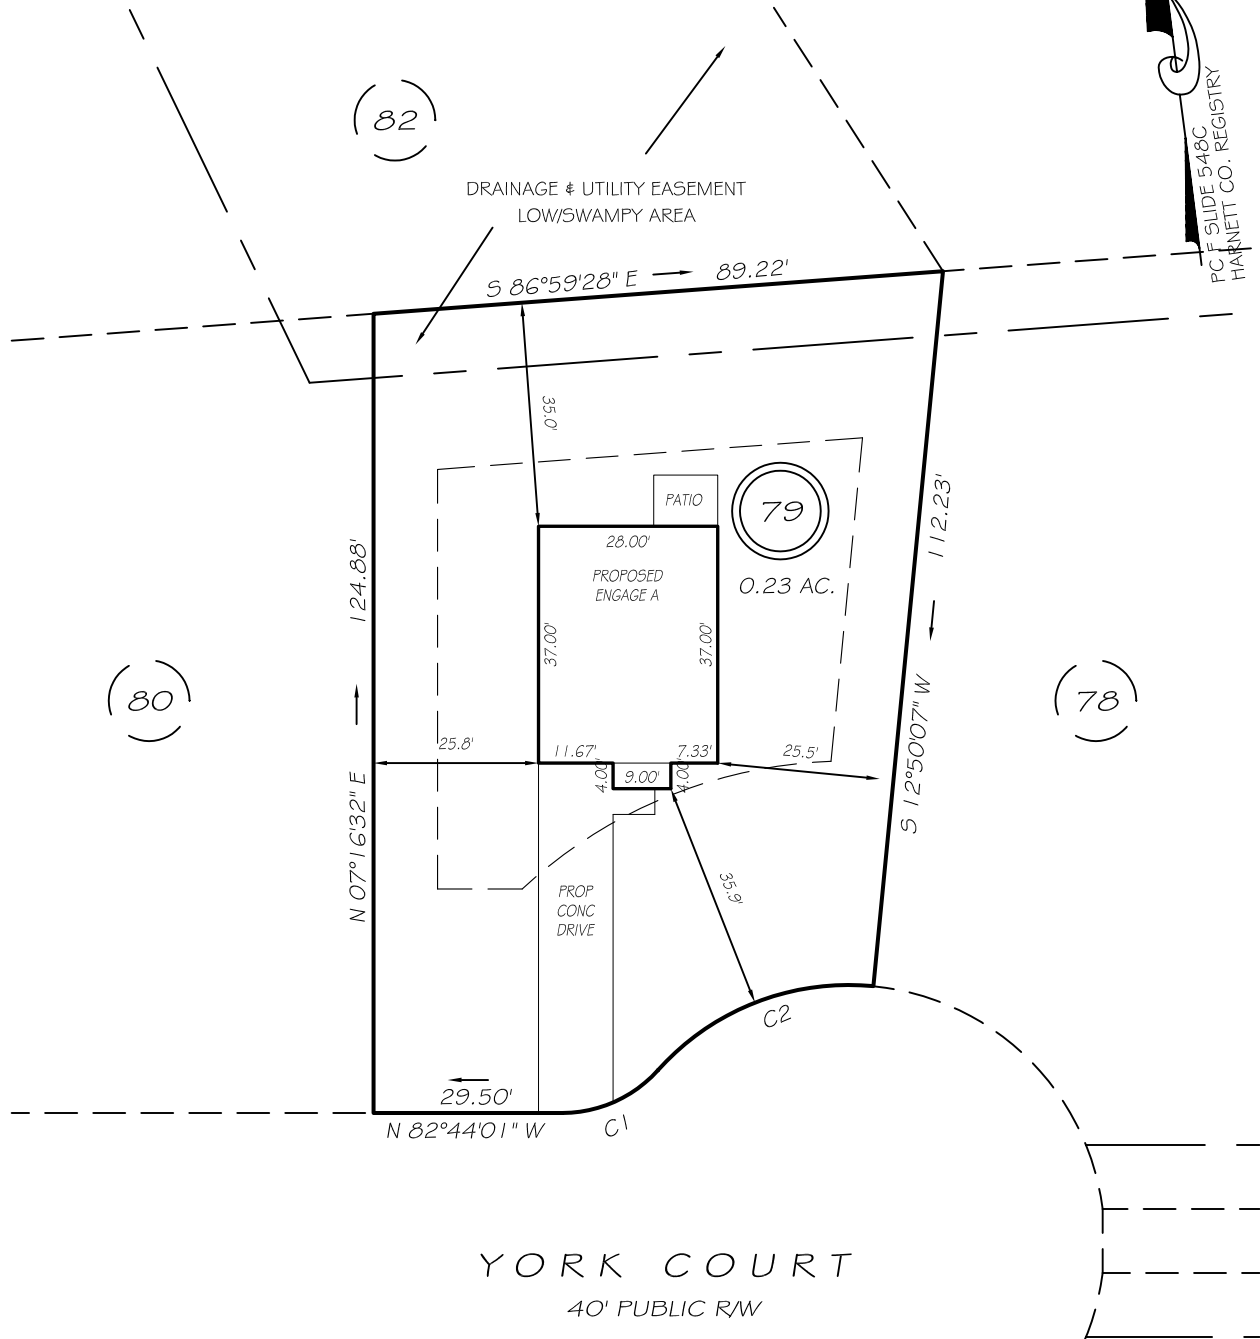 82
PC F SLIDE 548C
HARNETT CO. REGISTRY
DRAINAGE & UTILITY EASEMENT
LOW/SWAMPY AREA
S 86°59'28" E
89.22'
35.0'
PATIO
79
28.00'
0.23 AC.
PROPOSED
ENGAGE A
37.00'
37.00'
124.88'
N 07°16'32" E
112.23'
S 12°50'07" W
80
78
25.8'
11.67'
7.33'
25.5'
4.00'
9.00'
4.00'
35.9'
PROP
CONC
DRIVE
C2
29.50'
N 82°44'01" W
C1
YORK COURT
40' PUBLIC R/W